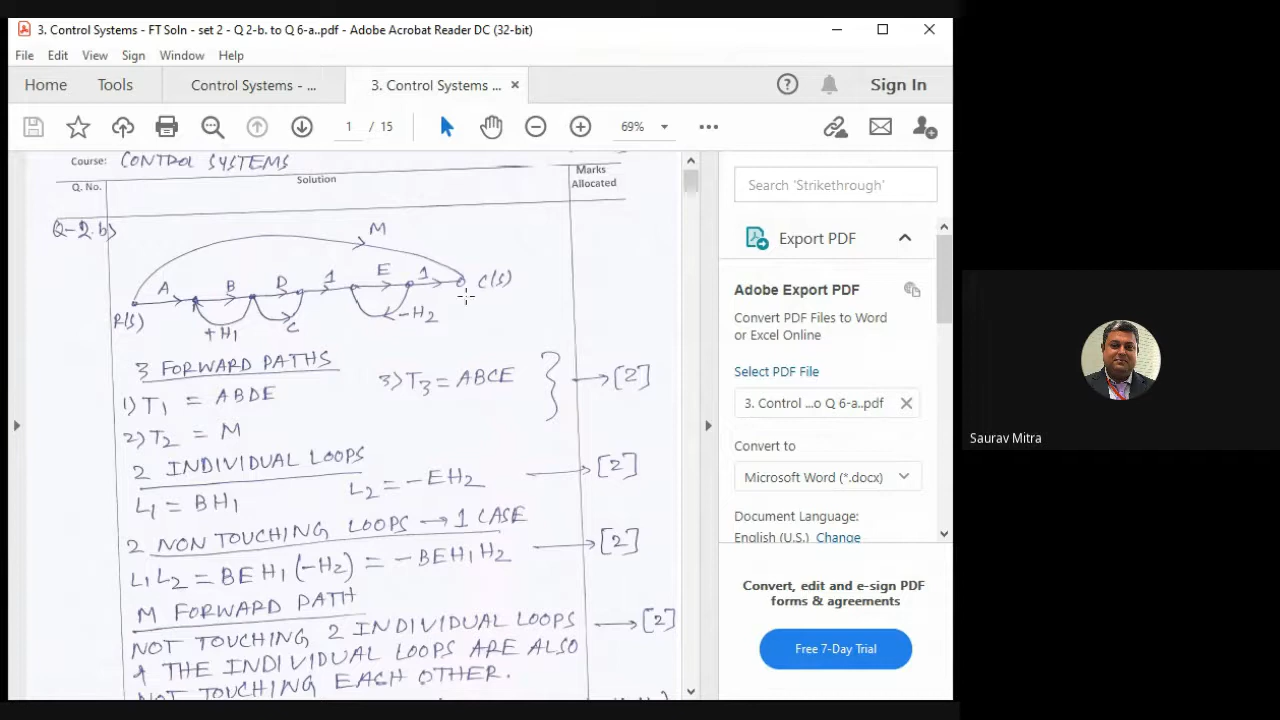 3. Control Systems - FT Soln - set 2 - Q 2-b. to Q 6-a..pdf - Adobe Acrobat Reader DC (32-bit)
File Edit View Sign Window Help
Home Tools Control Systems - ... 3. Control Systems ... × Sign In
1 / 15 69%
Course: CONTROL SYSTEMS
Q. No. Solution Marks
Allocated
Q-2.b)
M
A B D 1 E 1 C(s)
R(s) +H1 C -H2
3 FORWARD PATHS
1) T1 = ABDE 3) T3 = ABCE → [2]
2) T2 = M
2 INDIVIDUAL LOOPS
L1 = BH1 L2 = -EH2 → [2]
2 NON TOUCHING LOOPS → 1 CASE
L1L2 = BEH1(-H2) = -BEH1H2 → [2]
M FORWARD PATH
NOT TOUCHING 2 INDIVIDUAL LOOPS → [2]
& THE INDIVIDUAL LOOPS ARE ALSO
NOT TOUCHING EACH OTHER.
Search 'Strikethrough'
Export PDF
Adobe Export PDF
Convert PDF Files to Word
or Excel Online
Select PDF File
3. Control ...o Q 6-a..pdf ×
Convert to
Microsoft Word (*.docx)
Document Language:
English (U.S.) Change
Convert, edit and e-sign PDF
forms & agreements
Free 7-Day Trial
Saurav Mitra